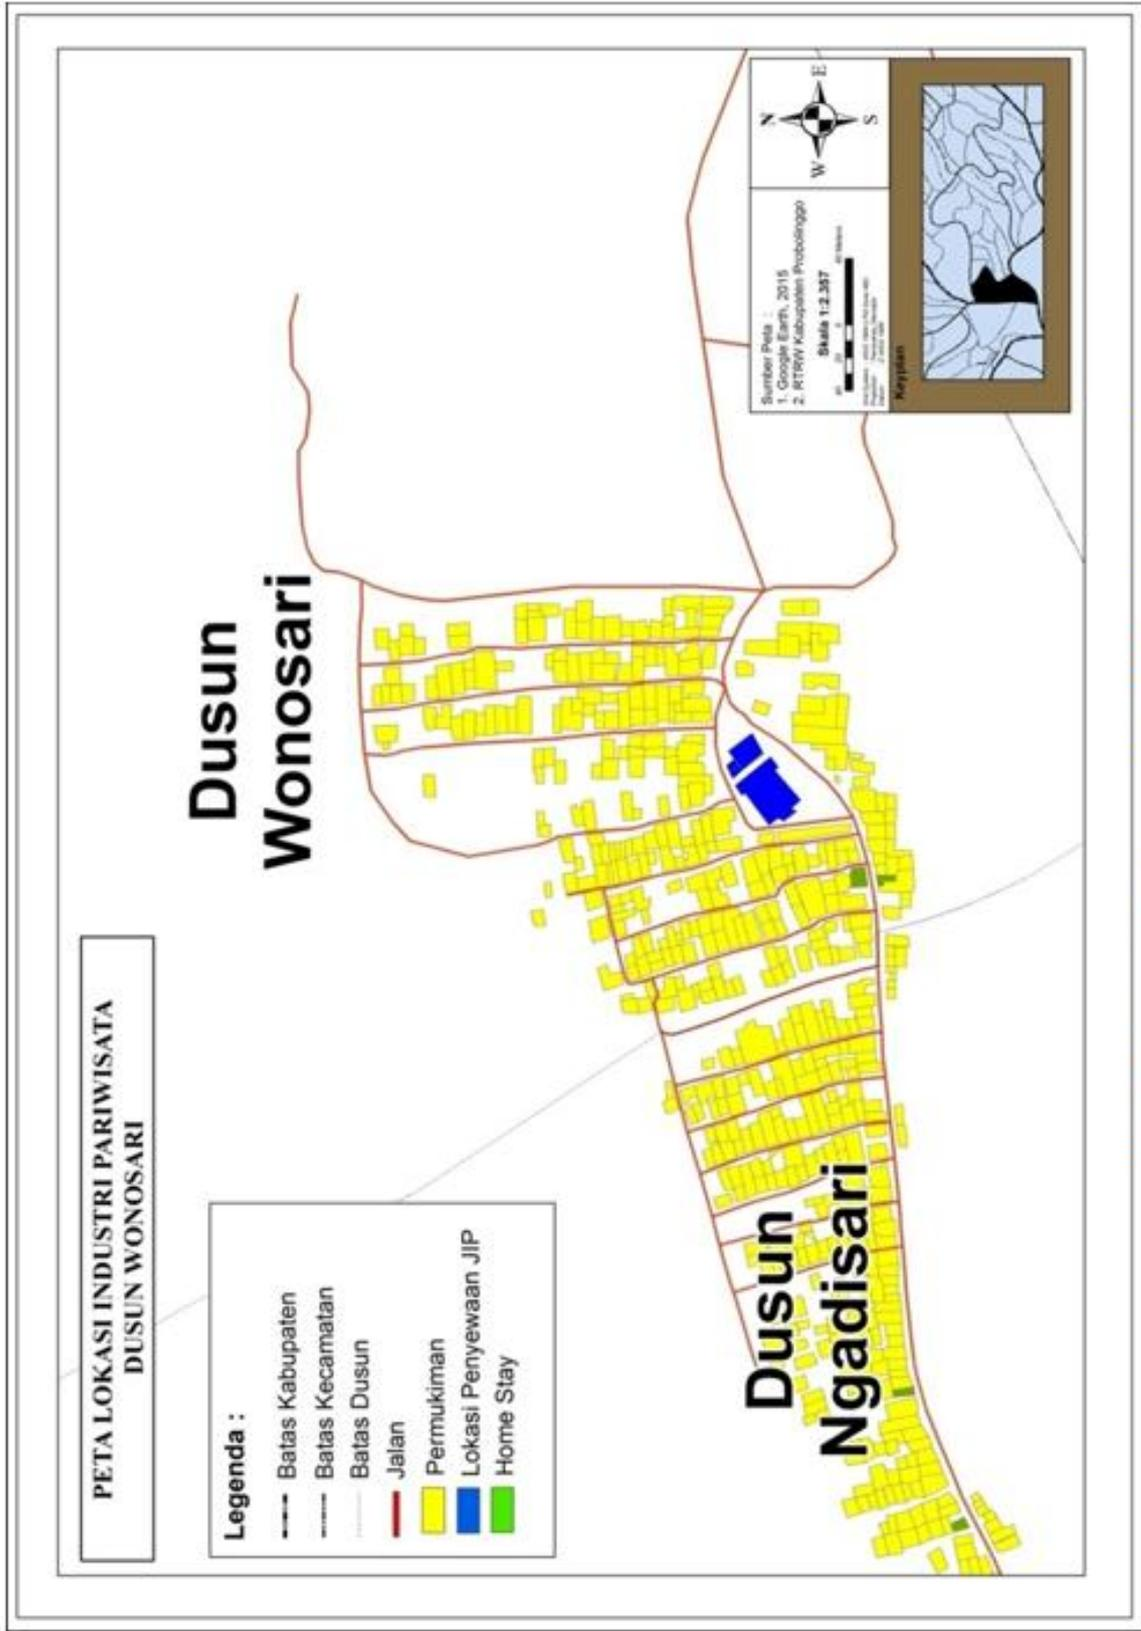 PETA LOKASI INDUSTRI PARIWISATA
DUSUN WONOSARI
Legenda :
Batas Kabupaten
Batas Kecamatan
Batas Dusun
Jalan
Permukiman
Lokasi Penyewaan JIP
Home Stay
Dusun
Wonosari
Dusun
Ngadisari
N
W
E
S
Sumber Peta :
1. Google Earth, 2015
2. RTRW Kabupaten Probolinggo
Skala 1:2.357
Keyplan